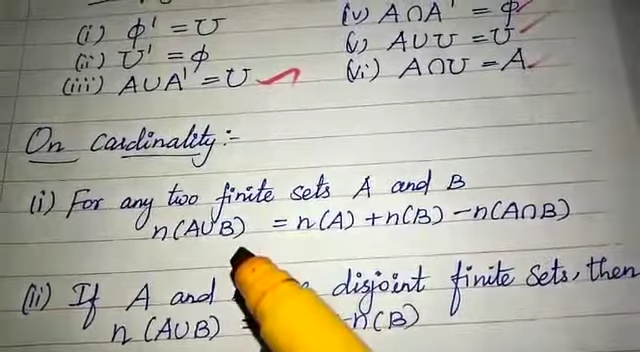 (i) ϕ' = U
(ii) U' = ϕ
(iii) A∪A' = U
(iv) A∩A' = ϕ
(v) A∪U = U
(vi) A∩U = A
On Cardinality:-
(i) For any two finite sets A and B
n(A∪B) = n(A) + n(B) - n(A∩B)
(ii) If A and disjoint finite sets, then
n(A∪B) n(B)